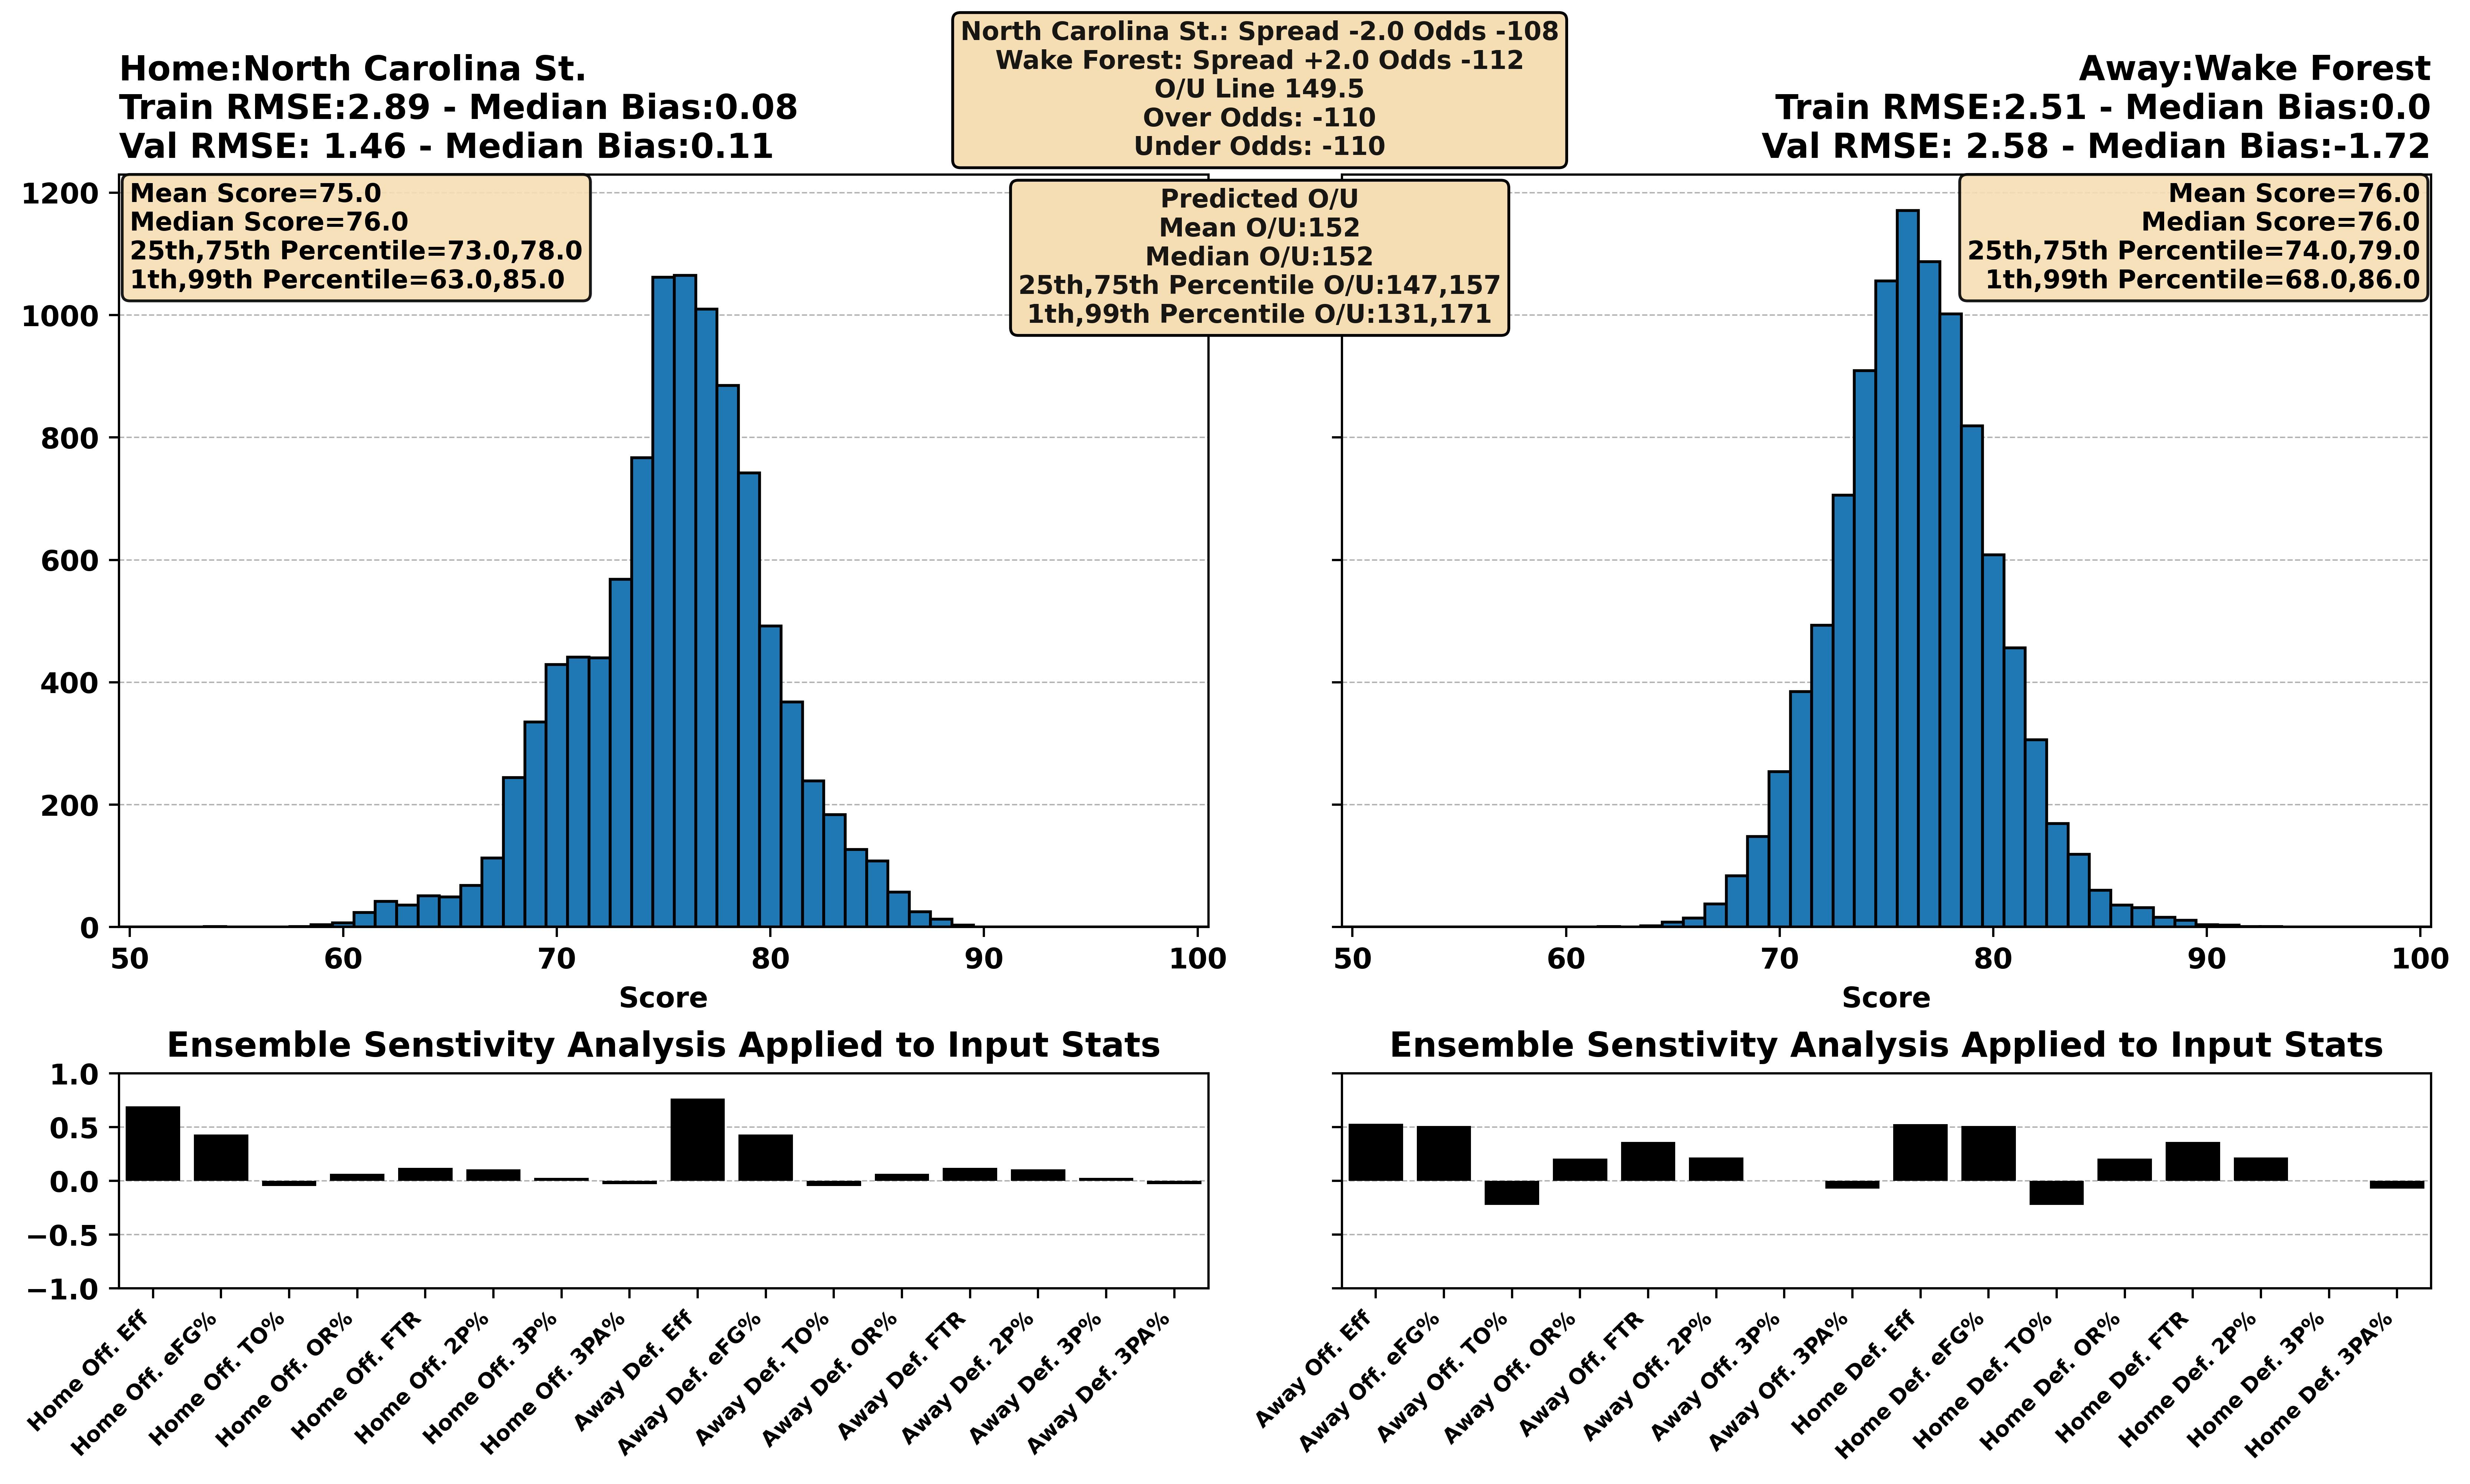 North Carolina St.: Spread -2.0 Odds -108
Wake Forest: Spread +2.0 Odds -112
O/U Line 149.5
Over Odds: -110
Under Odds: -110
Home:North Carolina St.
Train RMSE:2.89 - Median Bias:0.08
Val RMSE: 1.46 - Median Bias:0.11
Away:Wake Forest
Train RMSE:2.51 - Median Bias:0.0
Val RMSE: 2.58 - Median Bias:-1.72
Mean Score=75.0
Median Score=76.0
25th,75th Percentile=73.0,78.0
1th,99th Percentile=63.0,85.0
Predicted O/U
Mean O/U:152
Median O/U:152
25th,75th Percentile O/U:147,157
1th,99th Percentile O/U:131,171
Mean Score=76.0
Median Score=76.0
25th,75th Percentile=74.0,79.0
1th,99th Percentile=68.0,86.0
1200
1000
800
600
400
200
0
50 60 70 80 90 100
Score
50 60 70 80 90 100
Score
Ensemble Senstivity Analysis Applied to Input Stats
1.0
0.5
0.0
−0.5
−1.0
Home Off. Eff
Home Off. eFG%
Home Off. TO%
Home Off. OR%
Home Off. FTR
Home Off. 2P%
Home Off. 3P%
Home Off. 3PA%
Away Def. Eff
Away Def. eFG%
Away Def. TO%
Away Def. OR%
Away Def. FTR
Away Def. 2P%
Away Def. 3P%
Away Def. 3PA%
Ensemble Senstivity Analysis Applied to Input Stats
Away Off. Eff
Away Off. eFG%
Away Off. TO%
Away Off. OR%
Away Off. FTR
Away Off. 2P%
Away Off. 3P%
Away Off. 3PA%
Home Def. Eff
Home Def. eFG%
Home Def. TO%
Home Def. OR%
Home Def. FTR
Home Def. 2P%
Home Def. 3P%
Home Def. 3PA%